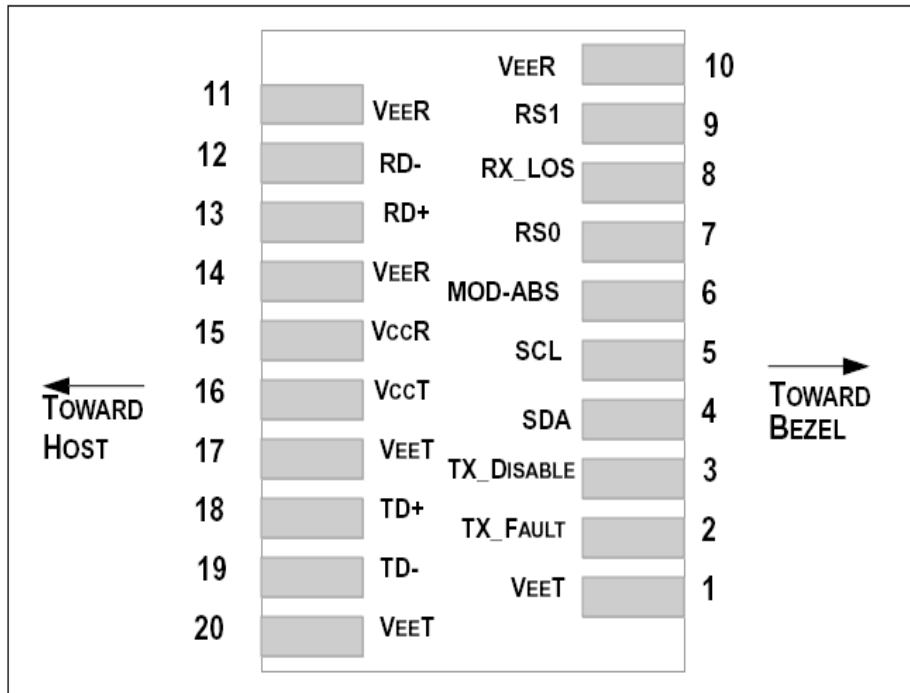 11 VEER
12 RD-
13 RD+
14 VEER
15 VCCR
16 VCCT
17 VEET
18 TD+
19 TD-
20 VEET
TOWARD
HOST
VEER 10
RS1 9
RX_LOS 8
RS0 7
MOD-ABS 6
SCL 5
SDA 4
TX_DISABLE 3
TX_FAULT 2
VEET 1
TOWARD
BEZEL